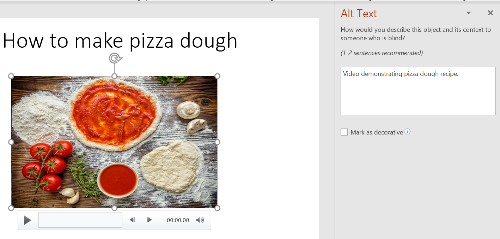 Alt Text
How to make pizza dough
How would you describe this object and its context to
someone who is blind?
(1-2 sentences recommended)
Video demonstrating pizza dough recipe.
Mark as decorative
00:00.00